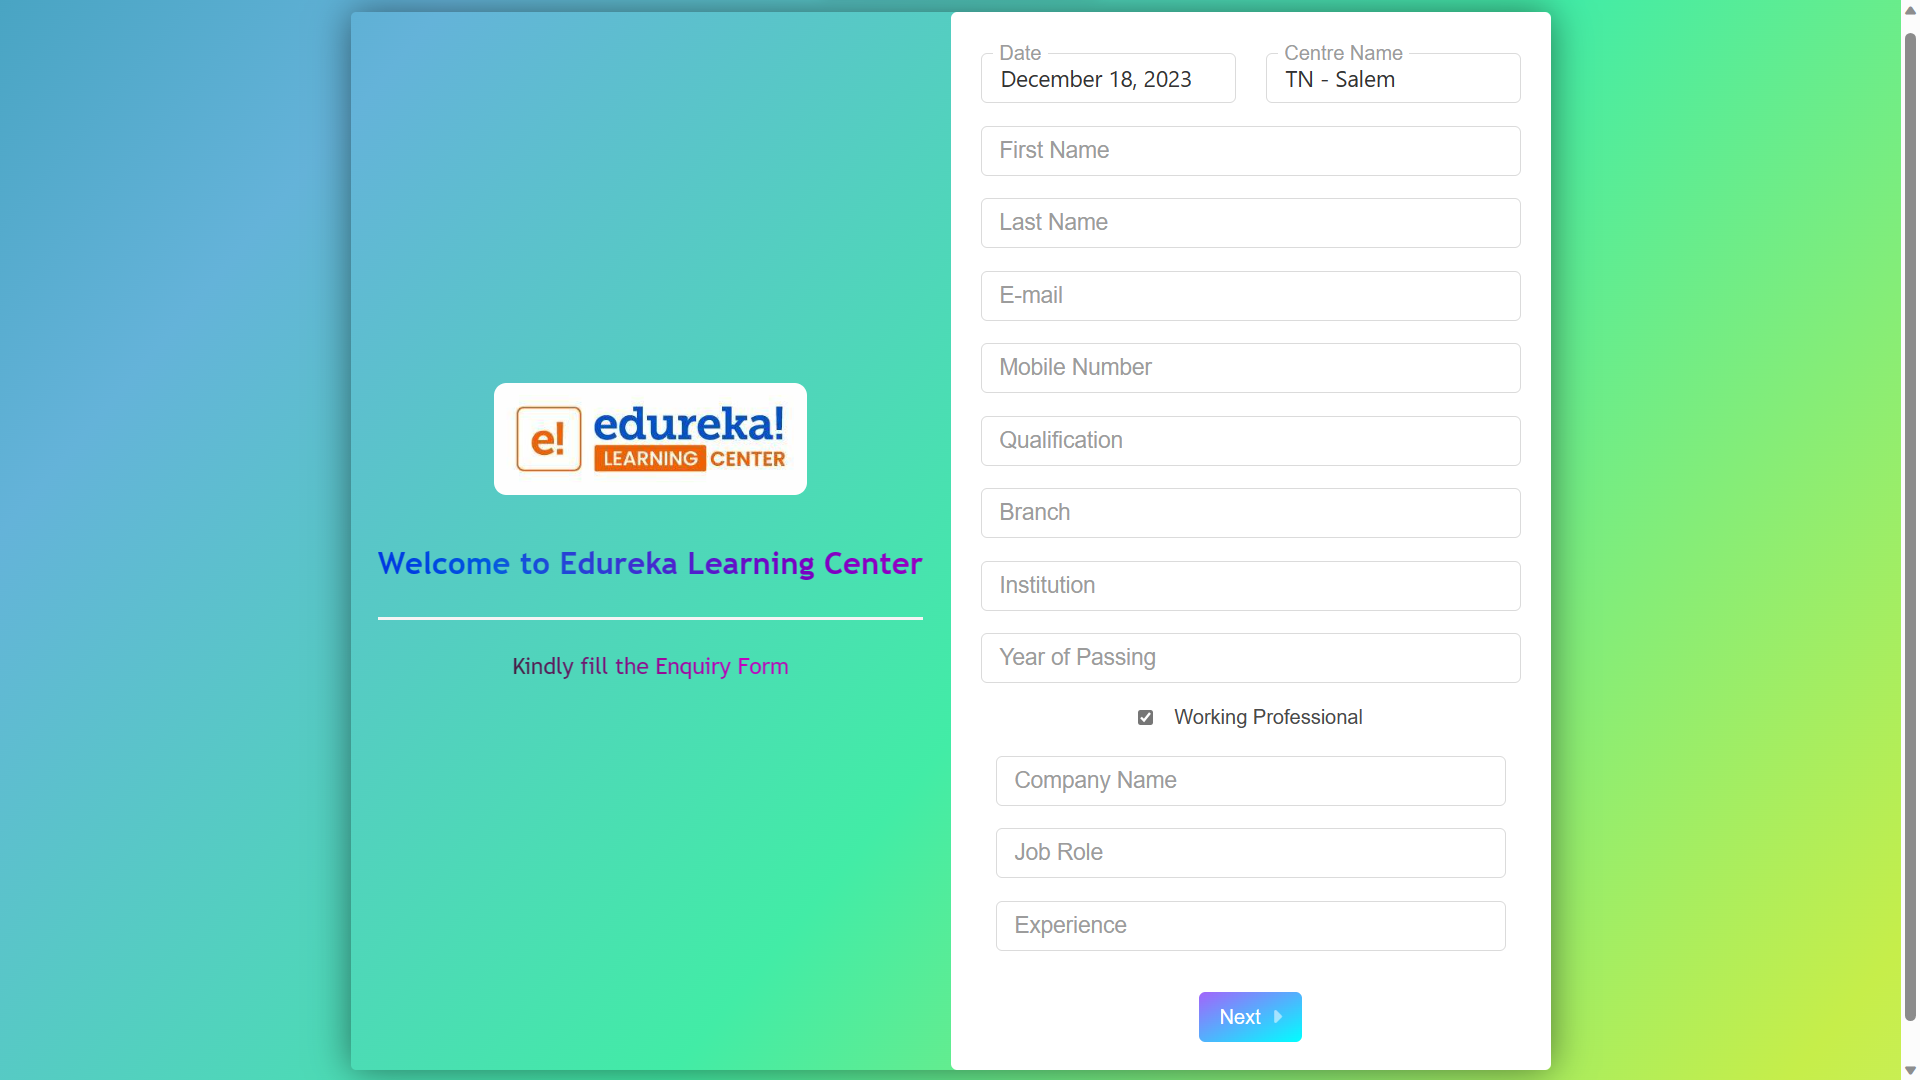 e! edureka!
LEARNING CENTER
Welcome to Edureka Learning Center
Kindly fill the Enquiry Form
Date
December 18, 2023
Centre Name
TN - Salem
First Name
Last Name
E-mail
Mobile Number
Qualification
Branch
Institution
Year of Passing
Working Professional
Company Name
Job Role
Experience
Next